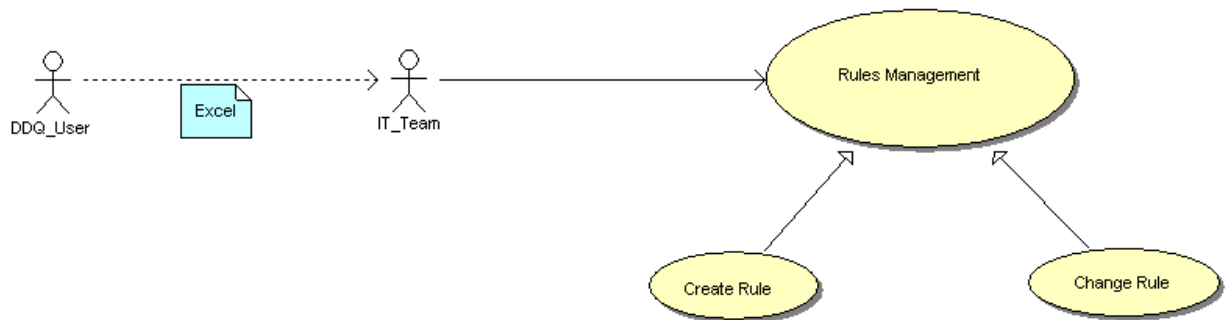 Rules Management
Excel
DDQ_User
IT_Team
Create Rule
Change Rule